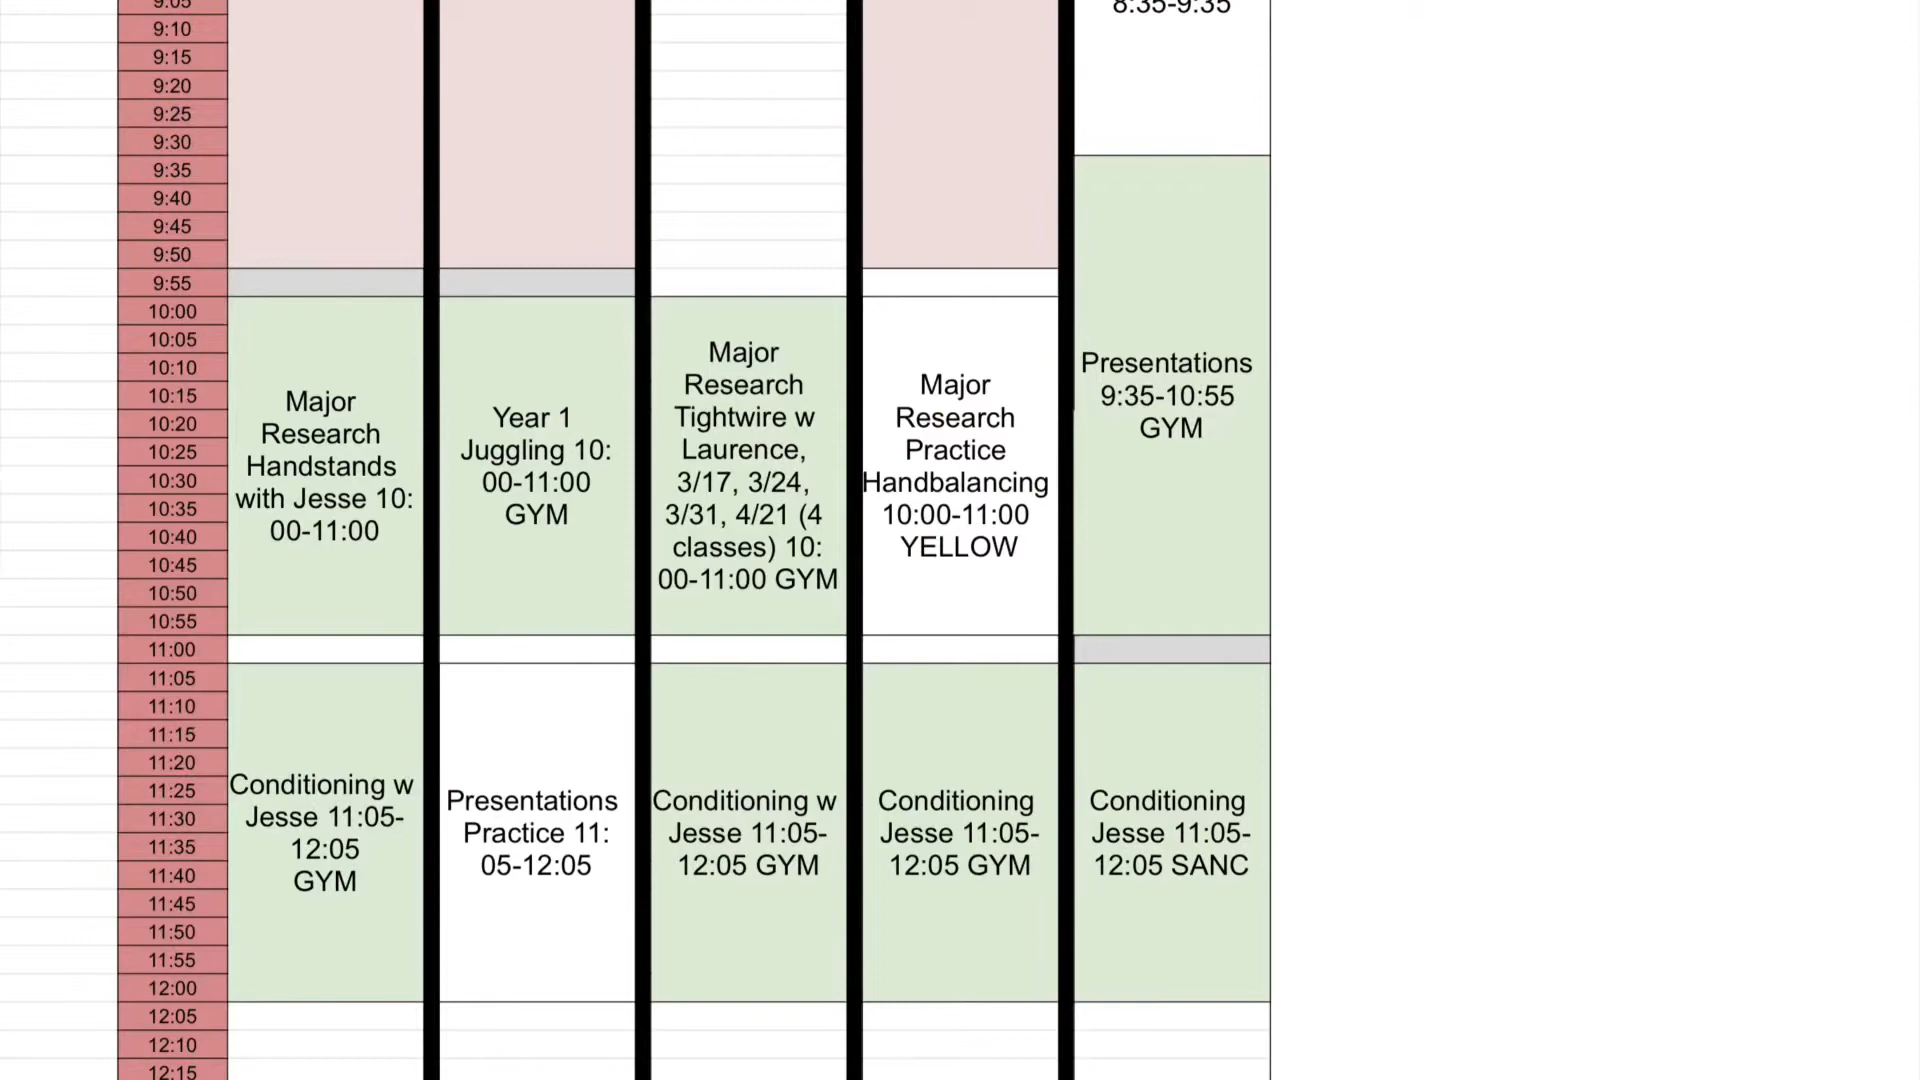 9:05
9:10
9:15
9:20
9:25
9:30
9:35
9:40
9:45
9:50
9:55
10:00
10:05
10:10
10:15
10:20
10:25
10:30
10:35
10:40
10:45
10:50
10:55
11:00
11:05
11:10
11:15
11:20
11:25
11:30
11:35
11:40
11:45
11:50
11:55
12:00
12:05
12:10
12:15
Major
Research
Handstands
with Jesse 10:
00-11:00
Conditioning w
Jesse 11:05-
12:05
GYM
Year 1
Juggling 10:
00-11:00
GYM
Presentations
Practice 11:
05-12:05
Major
Research
Tightwire w
Laurence,
3/17, 3/24,
3/31, 4/21 (4
classes) 10:
00-11:00 GYM
Conditioning w
Jesse 11:05-
12:05 GYM
Major
Research
Practice
Handbalancing
10:00-11:00
YELLOW
Conditioning
Jesse 11:05-
12:05 GYM
8:35-9:35
Presentations
9:35-10:55
GYM
Conditioning
Jesse 11:05-
12:05 SANC